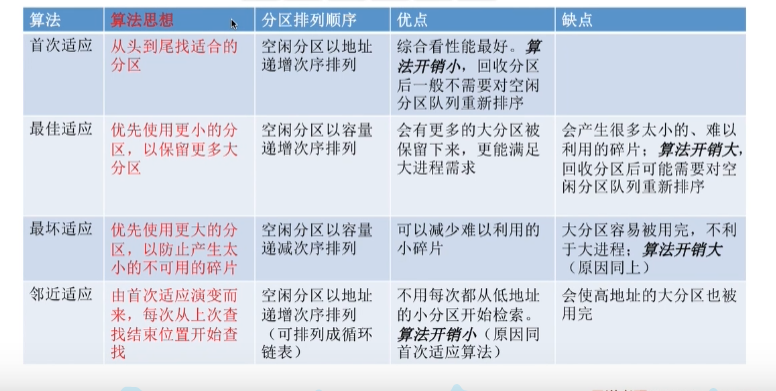 算法 算法思想 分区排列顺序 优点 缺点
首次适应 从头到尾找适合的 空闲分区以地址 综合看性能最好。算
分区 递增次序排列 法开销小，回收分区
后一般不需要对空闲
分区队列重新排序
最佳适应 优先使用更小的分 空闲分区以容量 会有更多的大分区被 会产生很多太小的、难以
区，以保留更多大 递增次序排列 保留下来，更能满足 利用的碎片；算法开销大，
分区 大进程需求 回收分区后可能需要对空
闲分区队列重新排序
最坏适应 优先使用更大的分 空闲分区以容量 可以减少难以利用的 大分区容易被用完，不利
区，以防止产生太 递减次序排列 小碎片 于大进程；算法开销大
小的不可用的碎片 （原因同上）
邻近适应 由首次适应演变而 空闲分区以地址 不用每次都从低地址 会使高地址的大分区也被
来，每次从上次查 递增次序排列 的小分区开始检索。 用完
找结束位置开始查 （可排列成循环 算法开销小（原因同
找 链表） 首次适应算法）